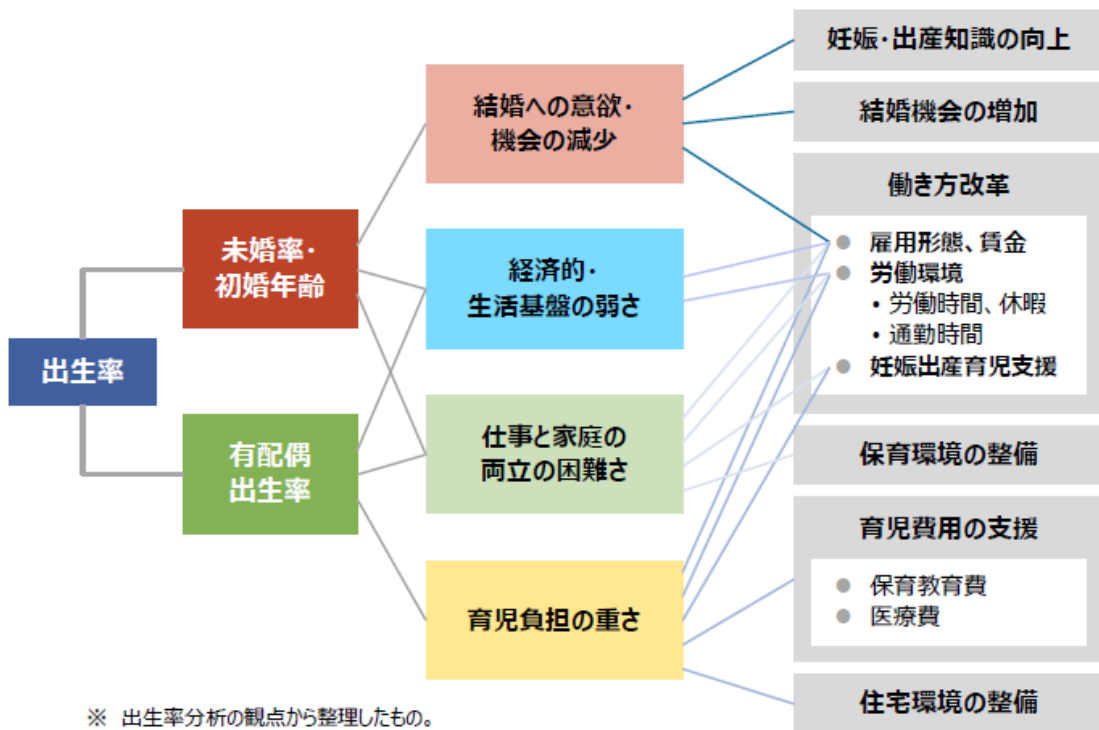 出生率
未婚率・
初婚年齢
有配偶
出生率
結婚への意欲・
機会の減少
経済的・
生活基盤の弱さ
仕事と家庭の
両立の困難さ
育児負担の重さ
妊娠・出産知識の向上
結婚機会の増加
働き方改革
● 雇用形態、賃金
● 労働環境
・労働時間、休暇
・通勤時間
● 妊娠出産育児支援
保育環境の整備
育児費用の支援
● 保育教育費
● 医療費
住宅環境の整備
※ 出生率分析の観点から整理したもの。